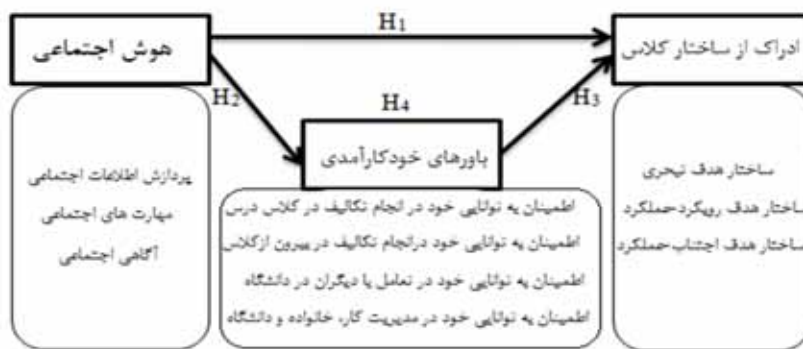 H₁
هوش اجتماعی
ادراک از ساختار کلاس
H₂
H₄
H₃
باورهای خودکارآمدی
پردازش اطلاعات اجتماعی
مهارت های اجتماعی
آگاهی اجتماعی
اطمینان به توانایی خود در انجام تکالیف در کلاس درس
اطمینان به توانایی خود درانجام تکالیف در بیرون ازکلاس
اطمینان به توانایی خود در تعامل با دیگران در دانشگاه
اطمینان به توانایی خود در مدیریت کار، خانواده و دانشگاه
ساختار هدف تبحری
ساختار هدف رویکرد-عملکرد
ساختار هدف اجتناب-عملکرد